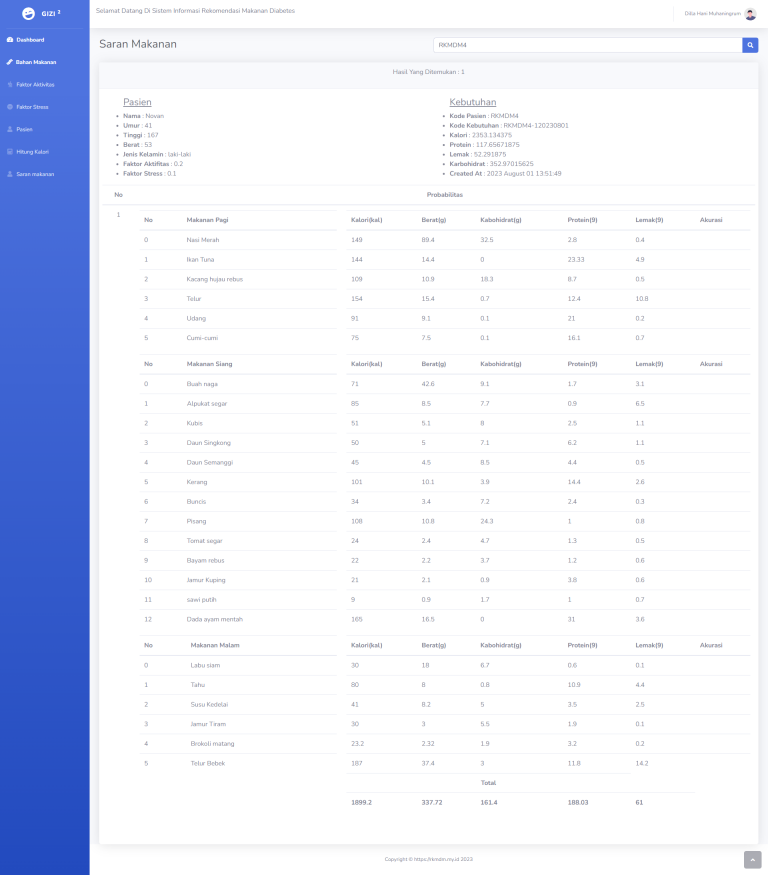 GIZI 3
Dashboard
Bahan Makanan
Faktor Aktivitas
Faktor Stress
Pasien
Hitung Kalori
Saran makanan
Selamat Datang Di Sistem Informasi Rekomendasi Makanan Diabetes
Dilla Hani Muhaningrum
Saran Makanan
RKMDM4
Hasil Yang Ditemukan : 1
Pasien
Nama : Novan
Umur : 41
Tinggi : 167
Berat : 53
Jenis Kelamin : laki-laki
Faktor Aktifitas : 0.2
Faktor Stress : 0.1
Kebutuhan
Kode Pasien : RKMDM4
Kode Kebutuhan : RKMDM4-120230801
Kalori : 2353.134375
Protein : 117.65671875
Lemak : 52.291875
Karbohidrat : 352.97015625
Created At : 2023 August 01 13:51:49
No Probabilitas
1
No Makanan Pagi Kalori(kal) Berat(g) Kabohidrat(g) Protein(9) Lemak(9) Akurasi
0 Nasi Merah 149 89.4 32.5 2.8 0.4
1 Ikan Tuna 144 14.4 0 23.33 4.9
2 Kacang hujau rebus 109 10.9 18.3 8.7 0.5
3 Telur 154 15.4 0.7 12.4 10.8
4 Udang 91 9.1 0.1 21 0.2
5 Cumi-cumi 75 7.5 0.1 16.1 0.7
No Makanan Siang Kalori(kal) Berat(g) Kabohidrat(g) Protein(9) Lemak(9) Akurasi
0 Buah naga 71 42.6 9.1 1.7 3.1
1 Alpukat segar 85 8.5 7.7 0.9 6.5
2 Kubis 51 5.1 8 2.5 1.1
3 Daun Singkong 50 5 7.1 6.2 1.1
4 Daun Semanggi 45 4.5 8.5 4.4 0.5
5 Kerang 101 10.1 3.9 14.4 2.6
6 Buncis 34 3.4 7.2 2.4 0.3
7 Pisang 108 10.8 24.3 1 0.8
8 Tomat segar 24 2.4 4.7 1.3 0.5
9 Bayam rebus 22 2.2 3.7 1.2 0.6
10 Jamur Kuping 21 2.1 0.9 3.8 0.6
11 sawi putih 9 0.9 1.7 1 0.7
12 Dada ayam mentah 165 16.5 0 31 3.6
No Makanan Malam Kalori(kal) Berat(g) Kabohidrat(g) Protein(9) Lemak(9) Akurasi
0 Labu siam 30 18 6.7 0.6 0.1
1 Tahu 80 8 0.8 10.9 4.4
2 Susu Kedelai 41 8.2 5 3.5 2.5
3 Jamur Tiram 30 3 5.5 1.9 0.1
4 Brokoli matang 23.2 2.32 1.9 3.2 0.2
5 Telur Bebek 187 37.4 3 11.8 14.2
Total
1899.2 337.72 161.4 188.03 61
Copyright © https://rkmdm.my.id 2023